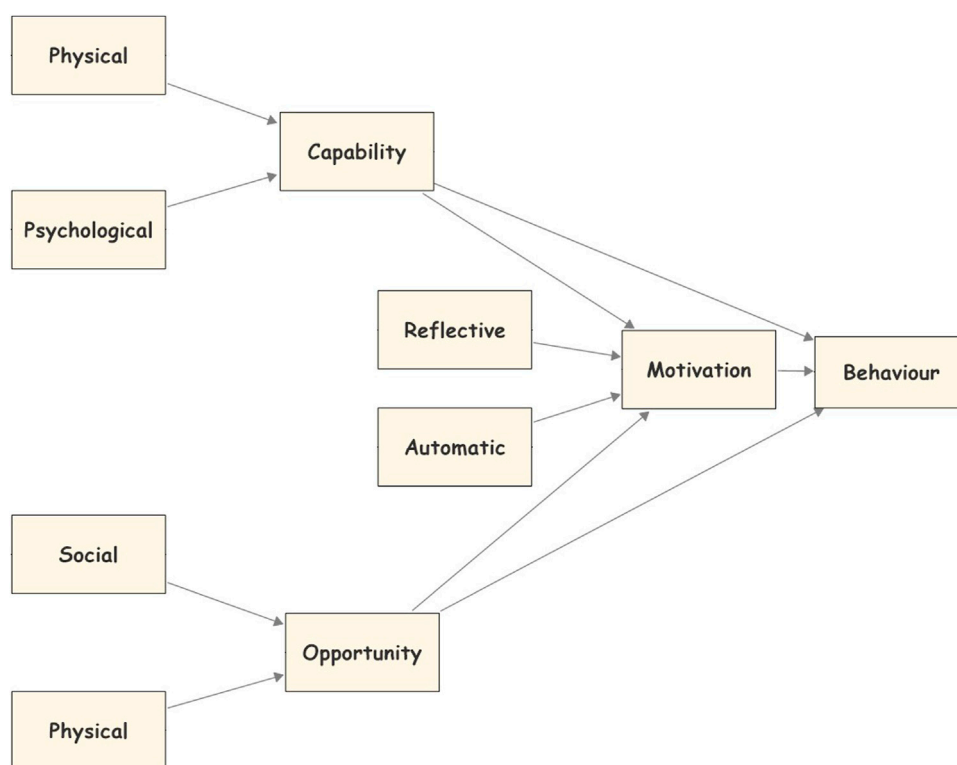 Physical
Capability
Psychological
Reflective
Motivation
Behaviour
Automatic
Social
Opportunity
Physical